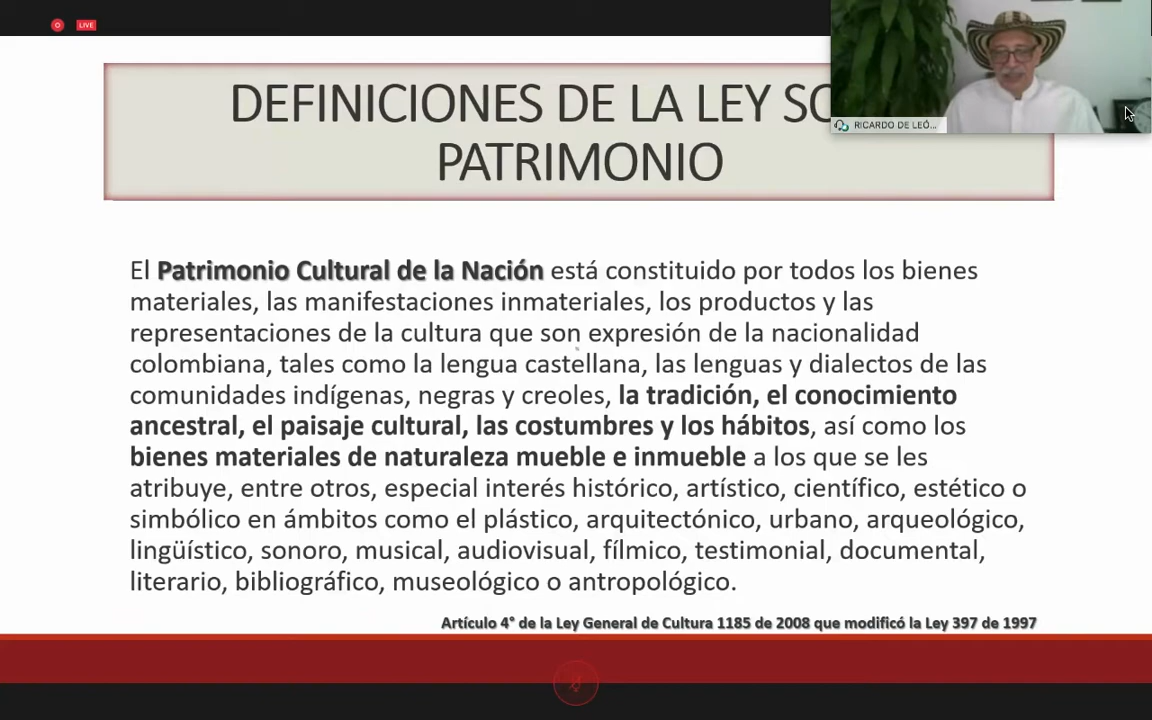 LIVE
DEFINICIONES DE LA LEY
PATRIMONIO
RICARDO DE LEÓ...
El Patrimonio Cultural de la Nación está constituido por todos los bienes
materiales, las manifestaciones inmateriales, los productos y las
representaciones de la cultura que son expresión de la nacionalidad
colombiana, tales como la lengua castellana, las lenguas y dialectos de las
comunidades indígenas, negras y creoles, la tradición, el conocimiento
ancestral, el paisaje cultural, las costumbres y los hábitos, así como los
bienes materiales de naturaleza mueble e inmueble a los que se les
atribuye, entre otros, especial interés histórico, artístico, científico, estético o
simbólico en ámbitos como el plástico, arquitectónico, urbano, arqueológico,
lingüístico, sonoro, musical, audiovisual, fílmico, testimonial, documental,
literario, bibliográfico, museológico o antropológico.
Artículo 4° de la Ley General de Cultura 1185 de 2008 que modificó la Ley 397 de 1997